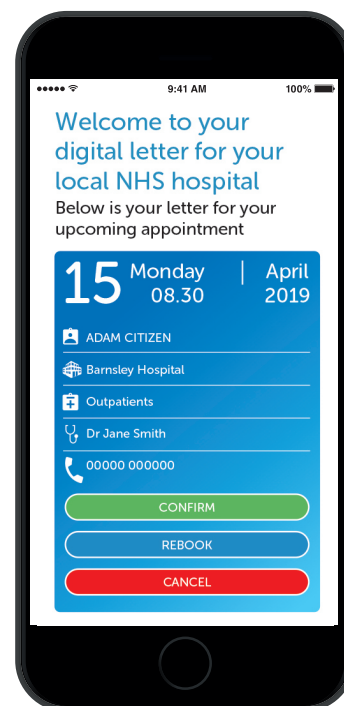 9:41 AM 100%
Welcome to your
digital letter for your
local NHS hospital
Below is your letter for your
upcoming appointment
15 Monday | April
08.30 2019
ADAM CITIZEN
Barnsley Hospital
Outpatients
Dr Jane Smith
00000 000000
CONFIRM
REBOOK
CANCEL